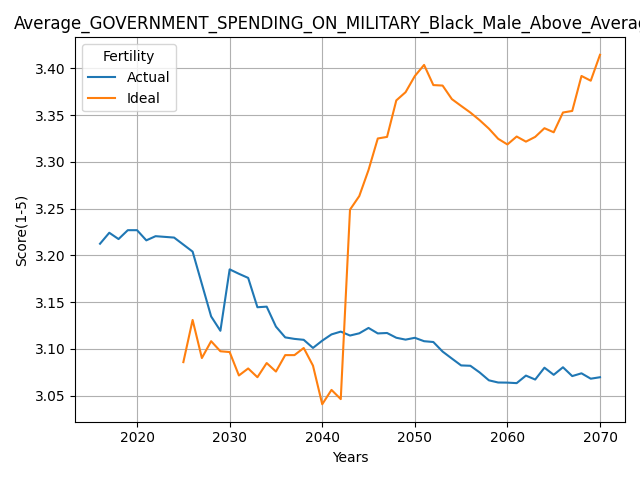 Average_GOVERNMENT_SPENDING_ON_MILITARY_Black_Male_Above_Avera
Fertility
Actual
Ideal
3.40
3.35
3.30
3.25
3.20
3.15
3.10
3.05
Score(1-5)
2020 2030 2040 2050 2060 2070
Years